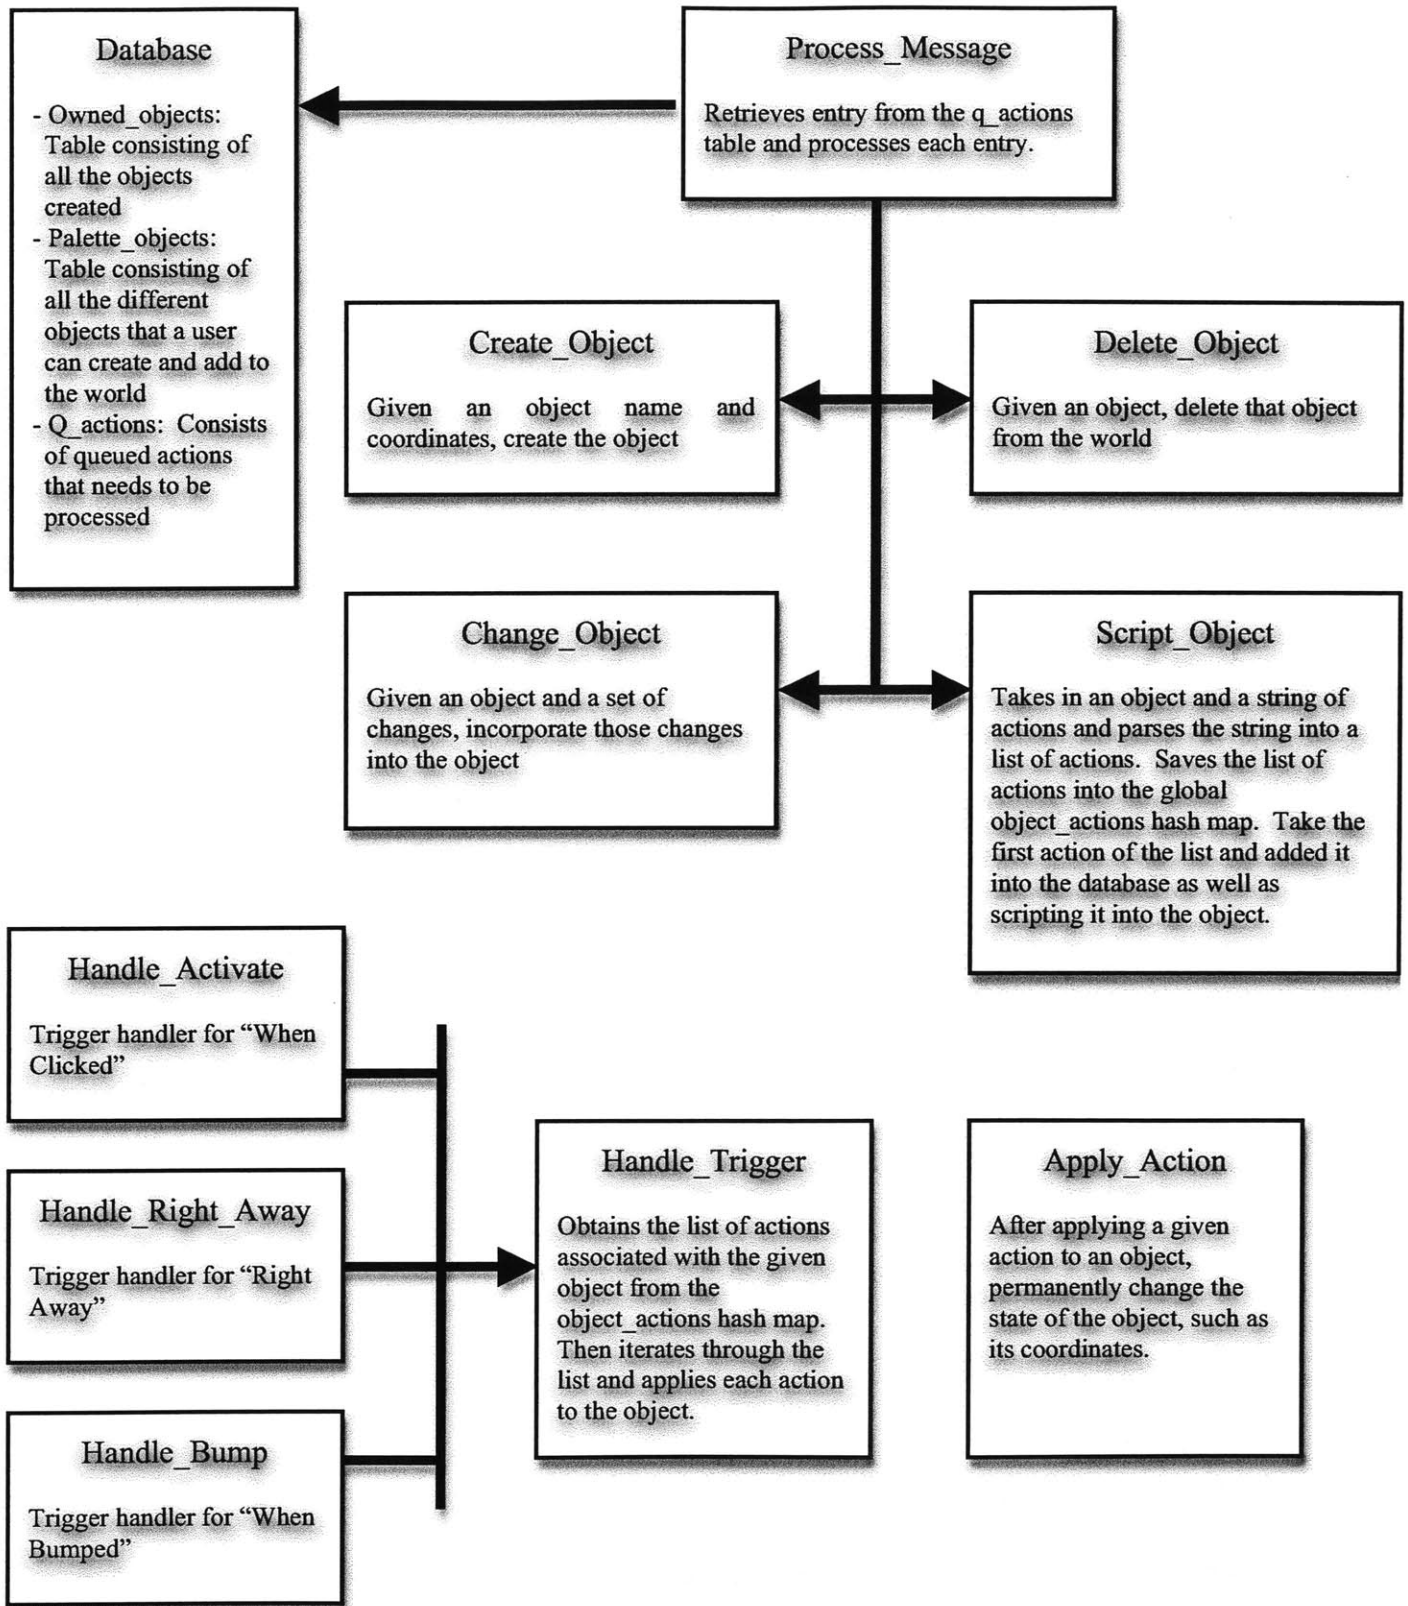 Database
- Owned_objects:
Table consisting of
all the objects
created
- Palette_objects:
Table consisting of
all the different
objects that a user
can create and add to
the world
- Q_actions:  Consists
of queued actions
that needs to be
processed
Process_Message
Retrieves entry from the q_actions
table and processes each entry.
Create_Object
Given an object name and
coordinates, create the object
Delete_Object
Given an object, delete that object
from the world
Change_Object
Given an object and a set of
changes, incorporate those changes
into the object
Script_Object
Takes in an object and a string of
actions and parses the string into a
list of actions.  Saves the list of
actions into the global
object_actions hash map.  Take the
first action of the list and added it
into the database as well as
scripting it into the object.
Handle_Activate
Trigger handler for “When
Clicked”
Handle_Right_Away
Trigger handler for “Right
Away”
Handle_Bump
Trigger handler for “When
Bumped”
Handle_Trigger
Obtains the list of actions
associated with the given
object from the
object_actions hash map.
Then iterates through the
list and applies each action
to the object.
Apply_Action
After applying a given
action to an object,
permanently change the
state of the object, such as
its coordinates.